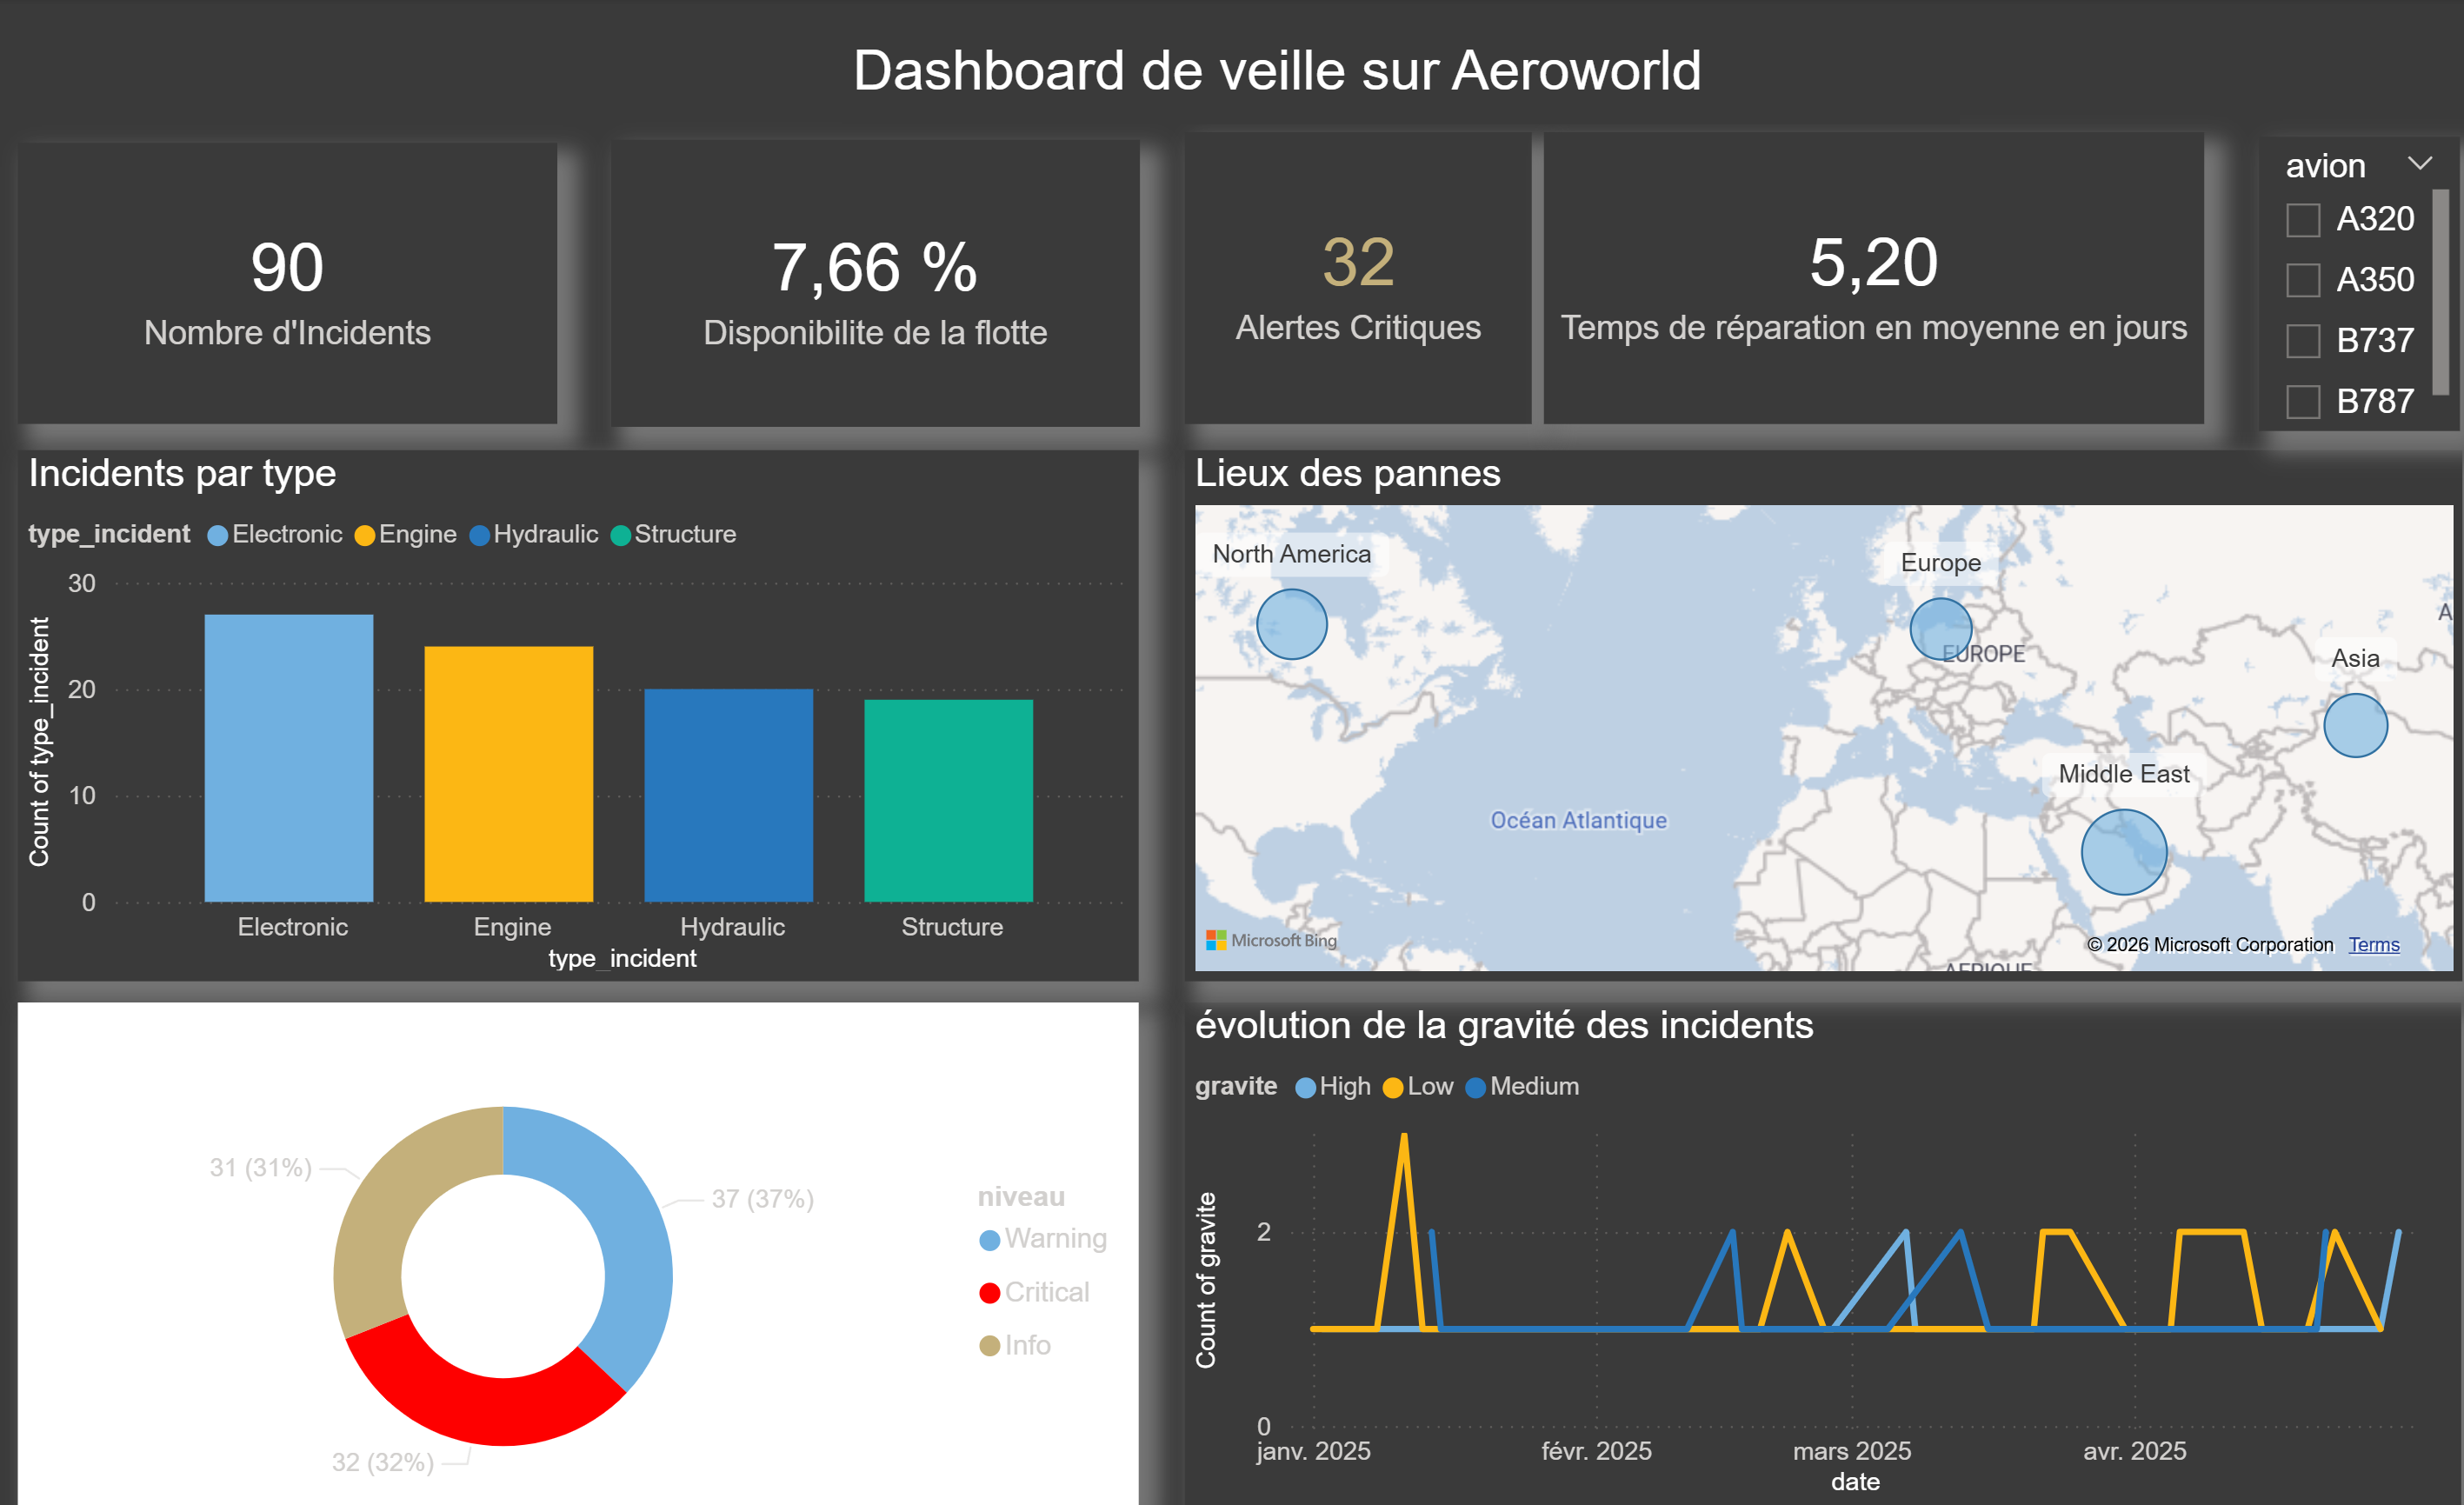 Dashboard de veille sur Aeroworld
90
Nombre d'Incidents
7,66 %
Disponibilite de la flotte
32
Alertes Critiques
5,20
Temps de réparation en moyenne en jours
avion
A320
A350
B737
B787
Incidents par type
type_incident Electronic Engine Hydraulic Structure
Count of type_incident
30
20
10
0
Electronic Engine Hydraulic Structure
type_incident
Lieux des pannes
North America
Europe
EUROPE
A
Asia
Middle East
Océan Atlantique
Microsoft Bing
© 2026 Microsoft Corporation Terms
AFRIQUE
31 (31%)
37 (37%)
32 (32%)
niveau
Warning
Critical
Info
évolution de la gravité des incidents
gravite High Low Medium
Count of gravite
2
0
janv. 2025 févr. 2025 mars 2025 avr. 2025
date